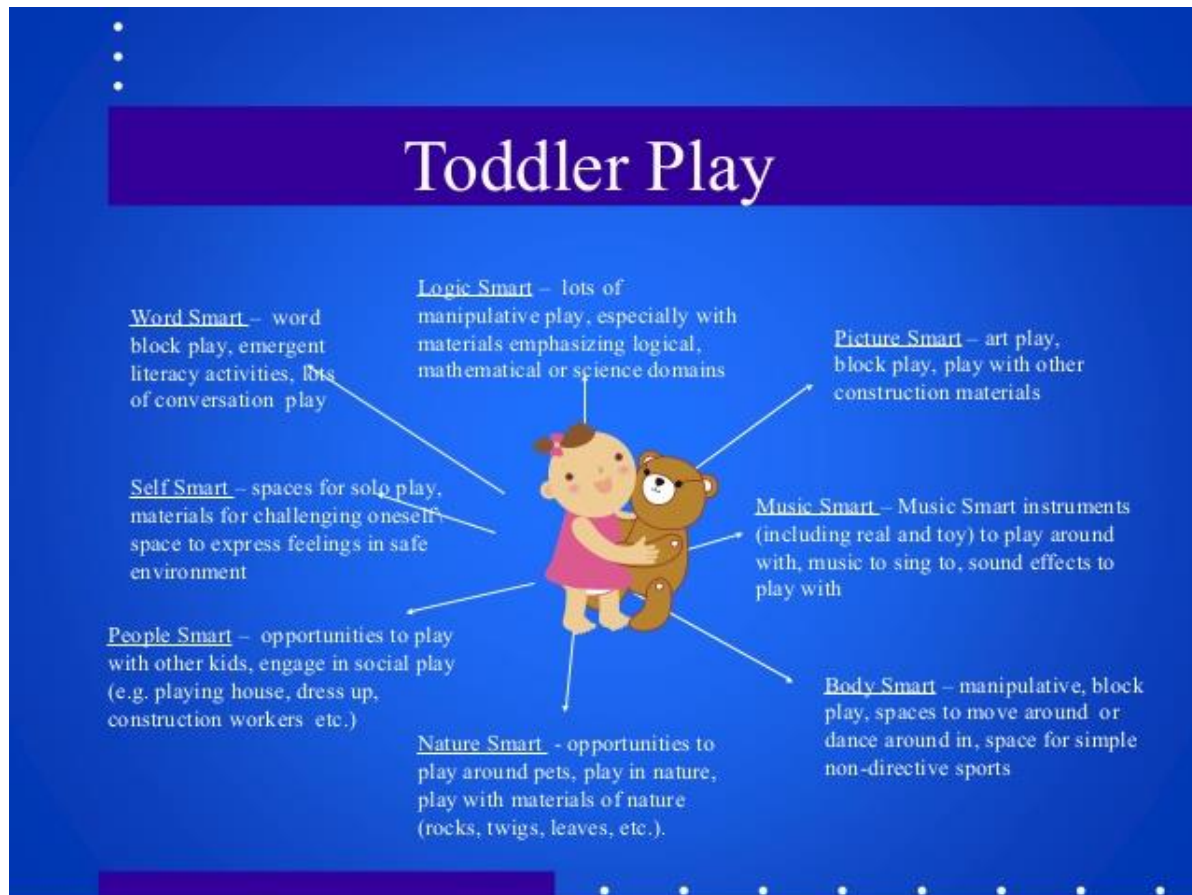 Toddler Play
Logic Smart – lots of
manipulative play, especially with
materials emphasizing logical,
mathematical or science domains
Word Smart – word
block play, emergent
literacy activities, lots
of conversation play
Picture Smart – art play,
block play, play with other
construction materials
Self Smart – spaces for solo play,
materials for challenging oneself\
space to express feelings in safe
environment
Music Smart – Music Smart instruments
(including real and toy) to play around
with, music to sing to, sound effects to
play with
People Smart – opportunities to play
with other kids, engage in social play
(e.g. playing house, dress up,
construction workers etc.)
Body Smart – manipulative, block
play, spaces to move around or
dance around in, space for simple
non-directive sports
Nature Smart - opportunities to
play around pets, play in nature,
play with materials of nature
(rocks, twigs, leaves, etc.).